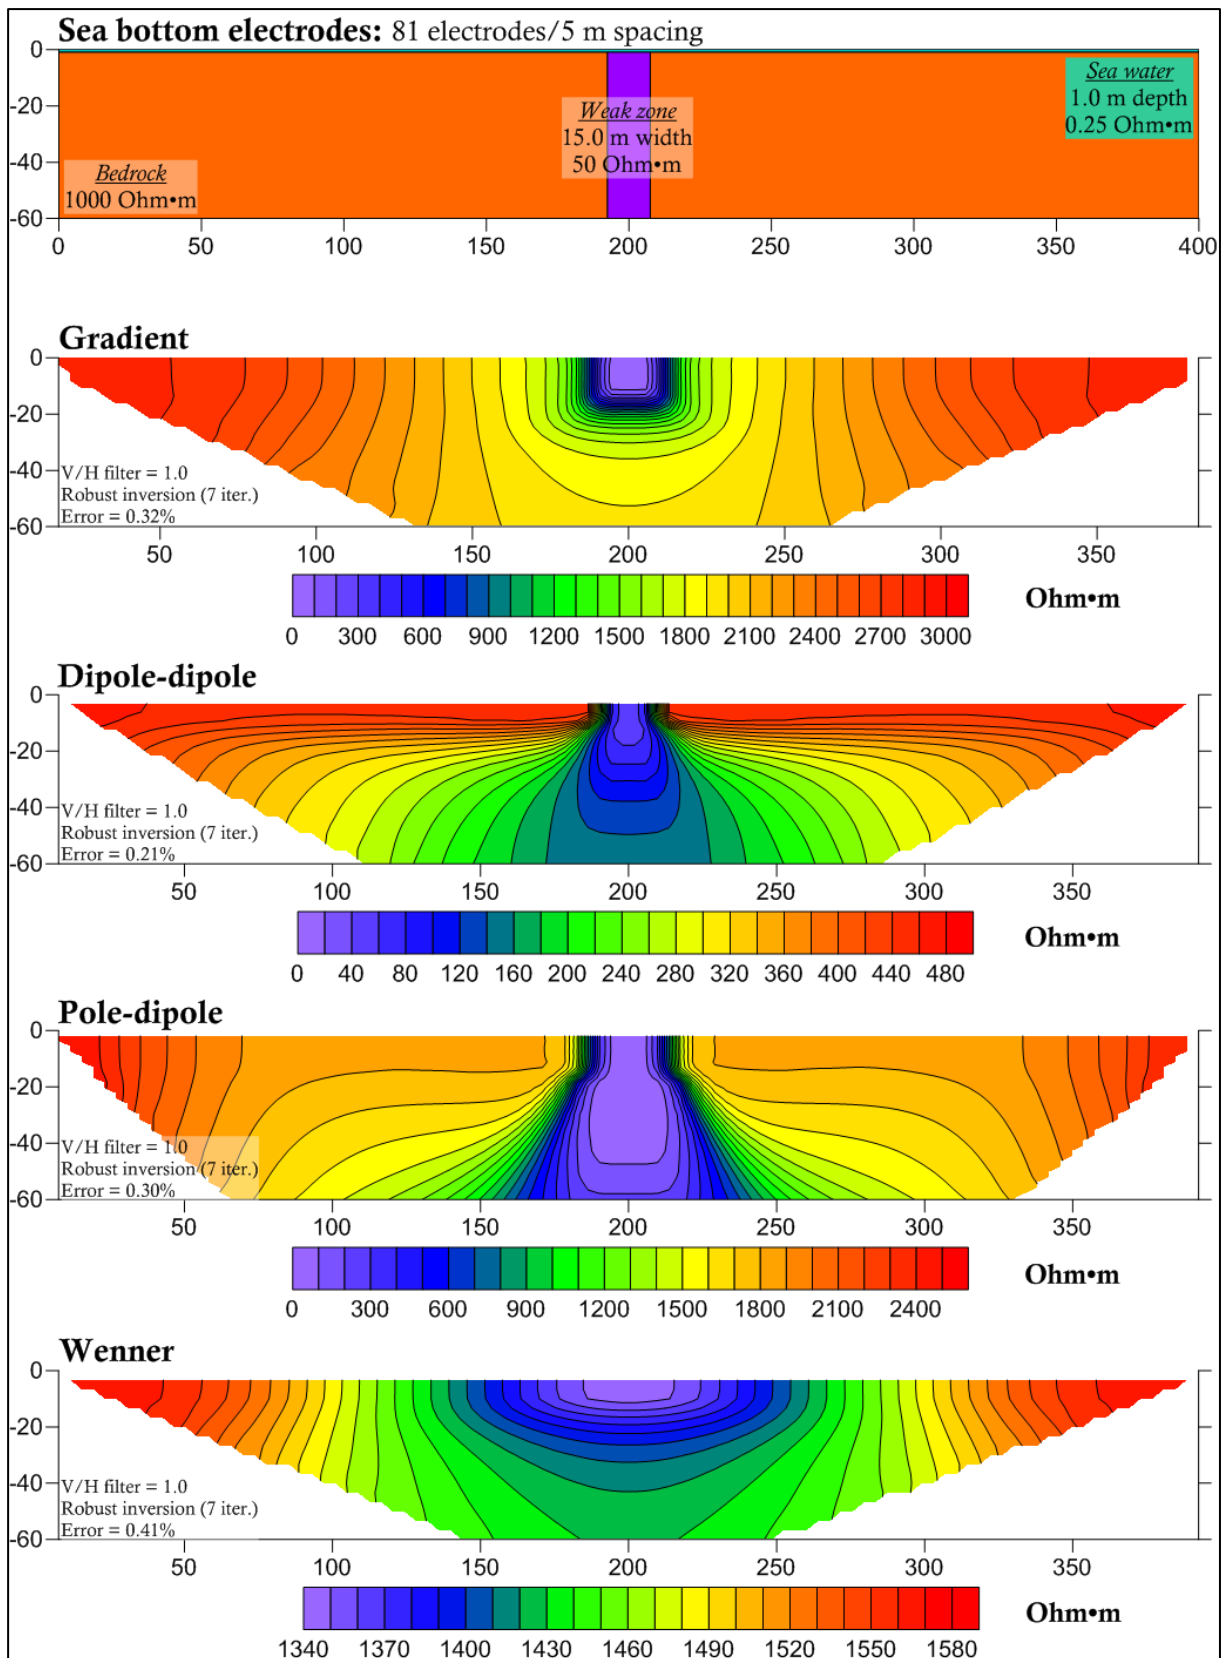 Sea bottom electrodes: 81 electrodes/5 m spacing
0
-20
-40
-60
Sea water
1.0 m depth
0.25 Ohm•m
Weak zone
15.0 m width
50 Ohm•m
Bedrock
1000 Ohm•m
0 50 100 150 200 250 300 350 400
Gradient
0
-20
-40
-60
V/H filter = 1.0
Robust inversion (7 iter.)
Error = 0.32%
50 100 150 200 250 300 350
Ohm•m
0 300 600 900 1200 1500 1800 2100 2400 2700 3000
Dipole-dipole
0
-20
-40
-60
V/H filter = 1.0
Robust inversion (7 iter.)
Error = 0.21%
50 100 150 200 250 300 350
Ohm•m
0 40 80 120 160 200 240 280 320 360 400 440 480
Pole-dipole
0
-20
-40
-60
V/H filter = 1.0
Robust inversion (7 iter.)
Error = 0.30%
50 100 150 200 250 300 350
Ohm•m
0 300 600 900 1200 1500 1800 2100 2400
Wenner
0
-20
-40
-60
V/H filter = 1.0
Robust inversion (7 iter.)
Error = 0.41%
50 100 150 200 250 300 350
Ohm•m
1340 1370 1400 1430 1460 1490 1520 1550 1580